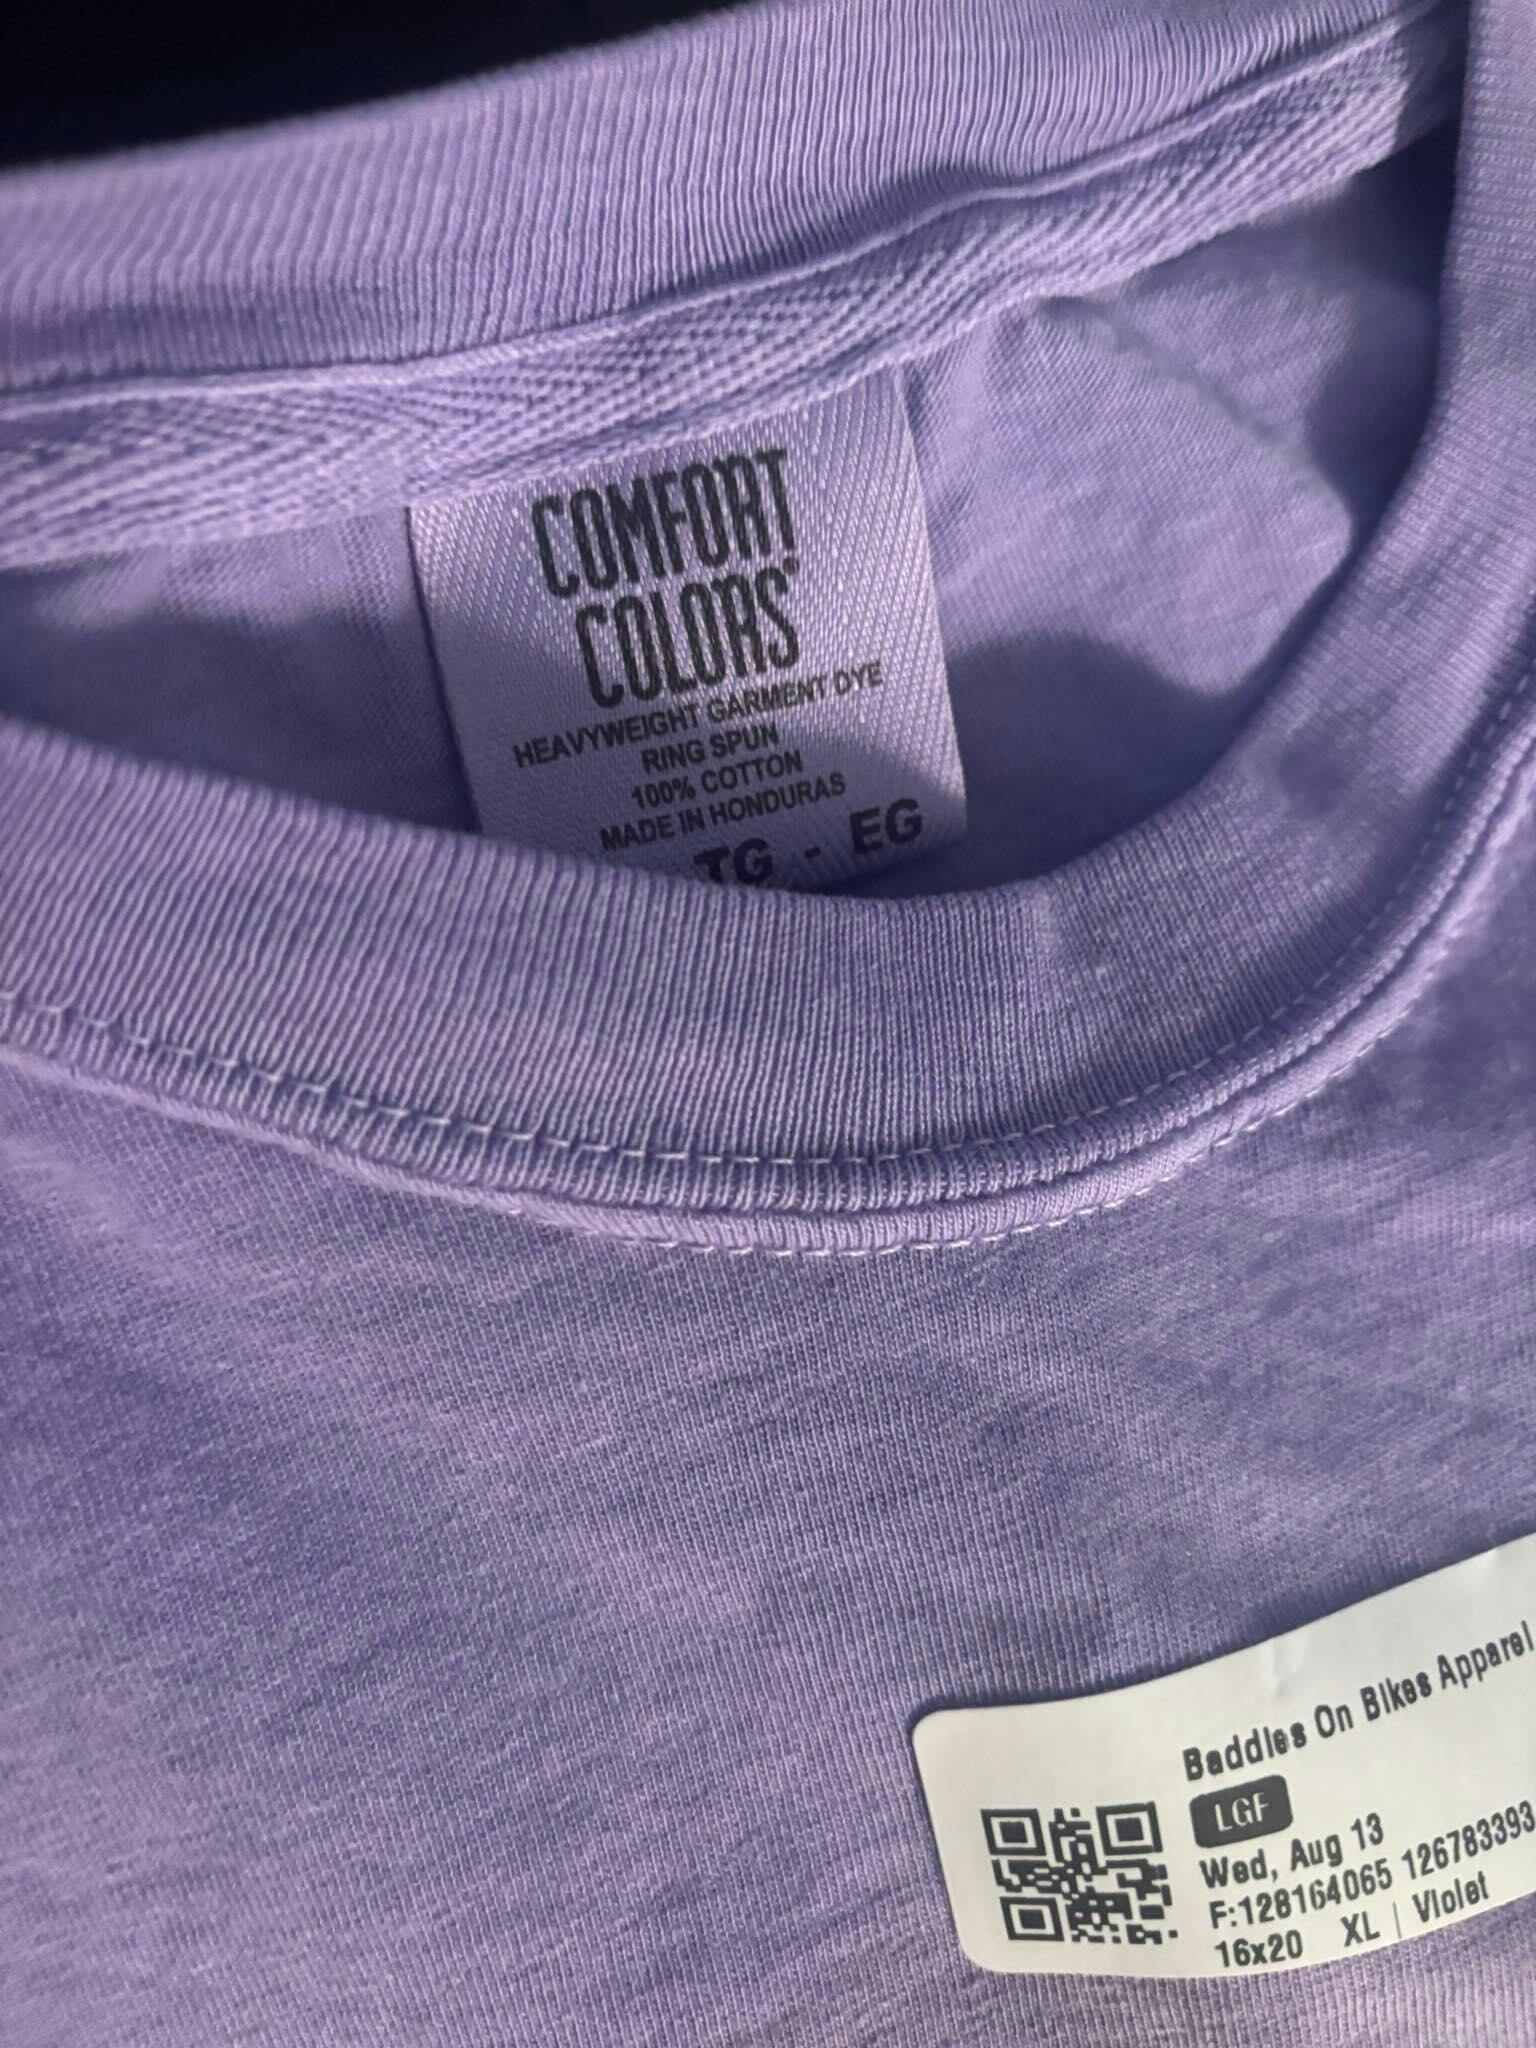 COMFORT
COLORS®
HEAVYWEIGHT GARMENT DYE
RING SPUN
100% COTTON
MADE IN HONDURAS
TG - EG
Baddies On Bikes Apparel
LGF
Wed, Aug 13
F:128164065 126783393
16x20 XL | Violet